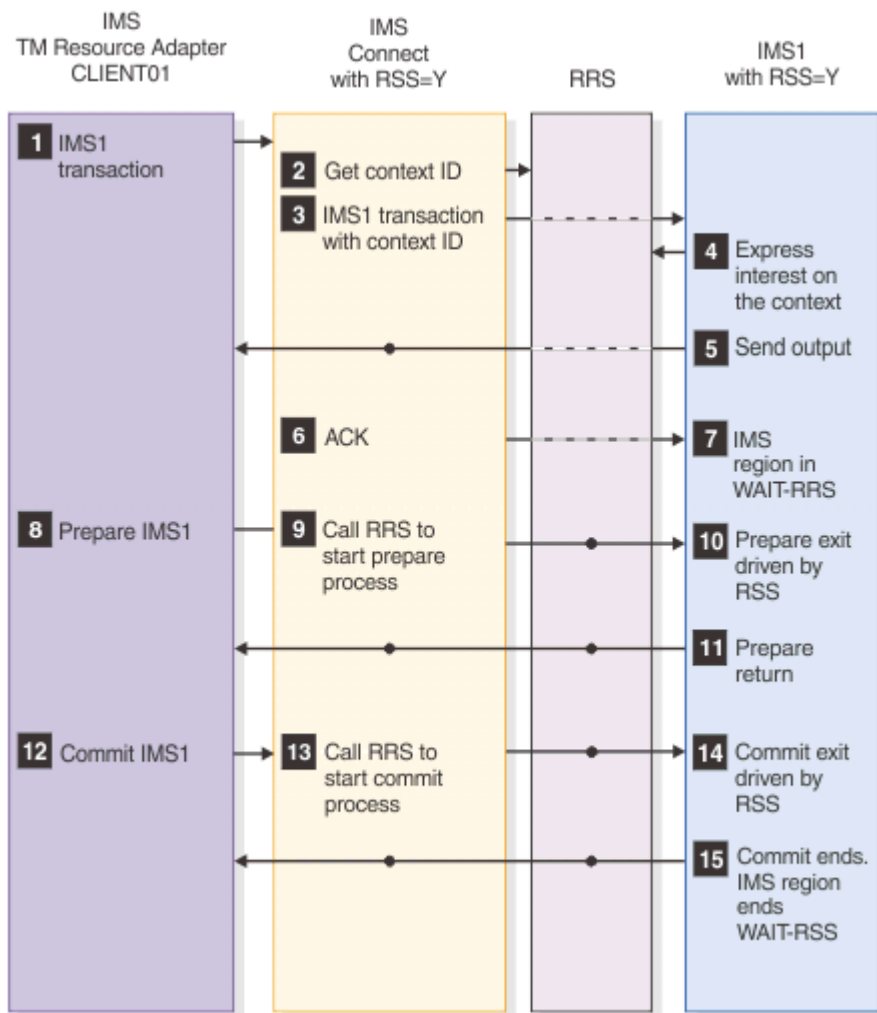 IMS
TM Resource Adapter
CLIENT01
IMS
Connect
with RSS=Y
RRS
IMS1
with RSS=Y
1 IMS1
transaction
2 Get context ID
3 IMS1 transaction
with context ID
4 Express
interest on
the context
5 Send output
6 ACK
7 IMS
region in
WAIT-RRS
8 Prepare IMS1
9 Call RRS to
start prepare
process
10 Prepare exit
driven by
RSS
11 Prepare
return
12 Commit IMS1
13 Call RRS to
start commit
process
14 Commit exit
driven by
RSS
15 Commit ends.
IMS region
ends
WAIT-RSS